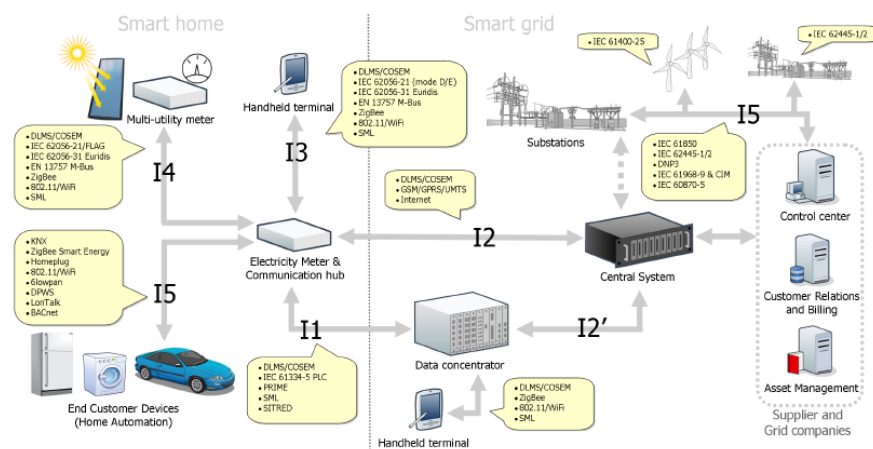 Smart home
Smart grid
• IEC 61400-25
• IEC 62445-1/2
Multi-utility meter
Handheld terminal
• DLMS/COSEM
• IEC 62056-21 (mode D/E)
• IEC 62056-31 Euridis
• EN 13757 M-Bus
• ZigBee
• 802.11/WiFi
• SML
Substations
I5
• DLMS/COSEM
• IEC 62056-21/FLAG
• IEC 62056-31 Euridis
• EN 13757 M-Bus
• ZigBee
• 802.11/WiFi
• SML
I4
I3
• IEC 61850
• IEC 62445-1/2
• DNP3
• IEC 61968-9 & CIM
• IEC 60870-5
• DLMS/COSEM
• GSM/GPRS/UMTS
• Internet
Control center
I2
Electricity Meter &
Communication hub
Central System
• KNX
• ZigBee Smart Energy
• Homeplug
• 802.11/WiFi
• 6lowpan
• DPWS
• LonTalk
• BACnet
I5
Customer Relations
and Billing
I1
I2’
Data concentrator
• DLMS/COSEM
• IEC 61334-5 PLC
• PRIME
• SML
• SITRED
Asset Management
End Customer Devices
(Home Automation)
• DLMS/COSEM
• ZigBee
• 802.11/WiFi
• SML
Handheld terminal
Supplier and
Grid companies